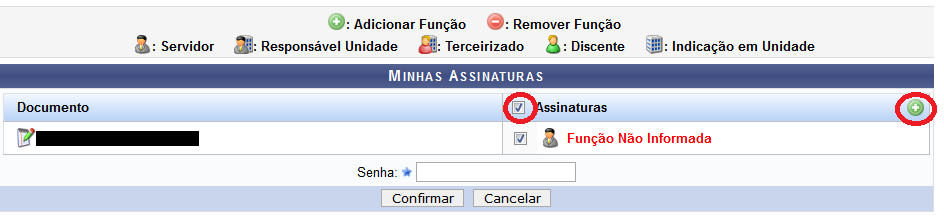 : Adicionar Função : Remover Função
: Servidor : Responsável Unidade : Terceirizado : Discente : Indicação em Unidade
MINHAS ASSINATURAS
Documento Assinaturas
Função Não Informada
Senha:
Confirmar Cancelar